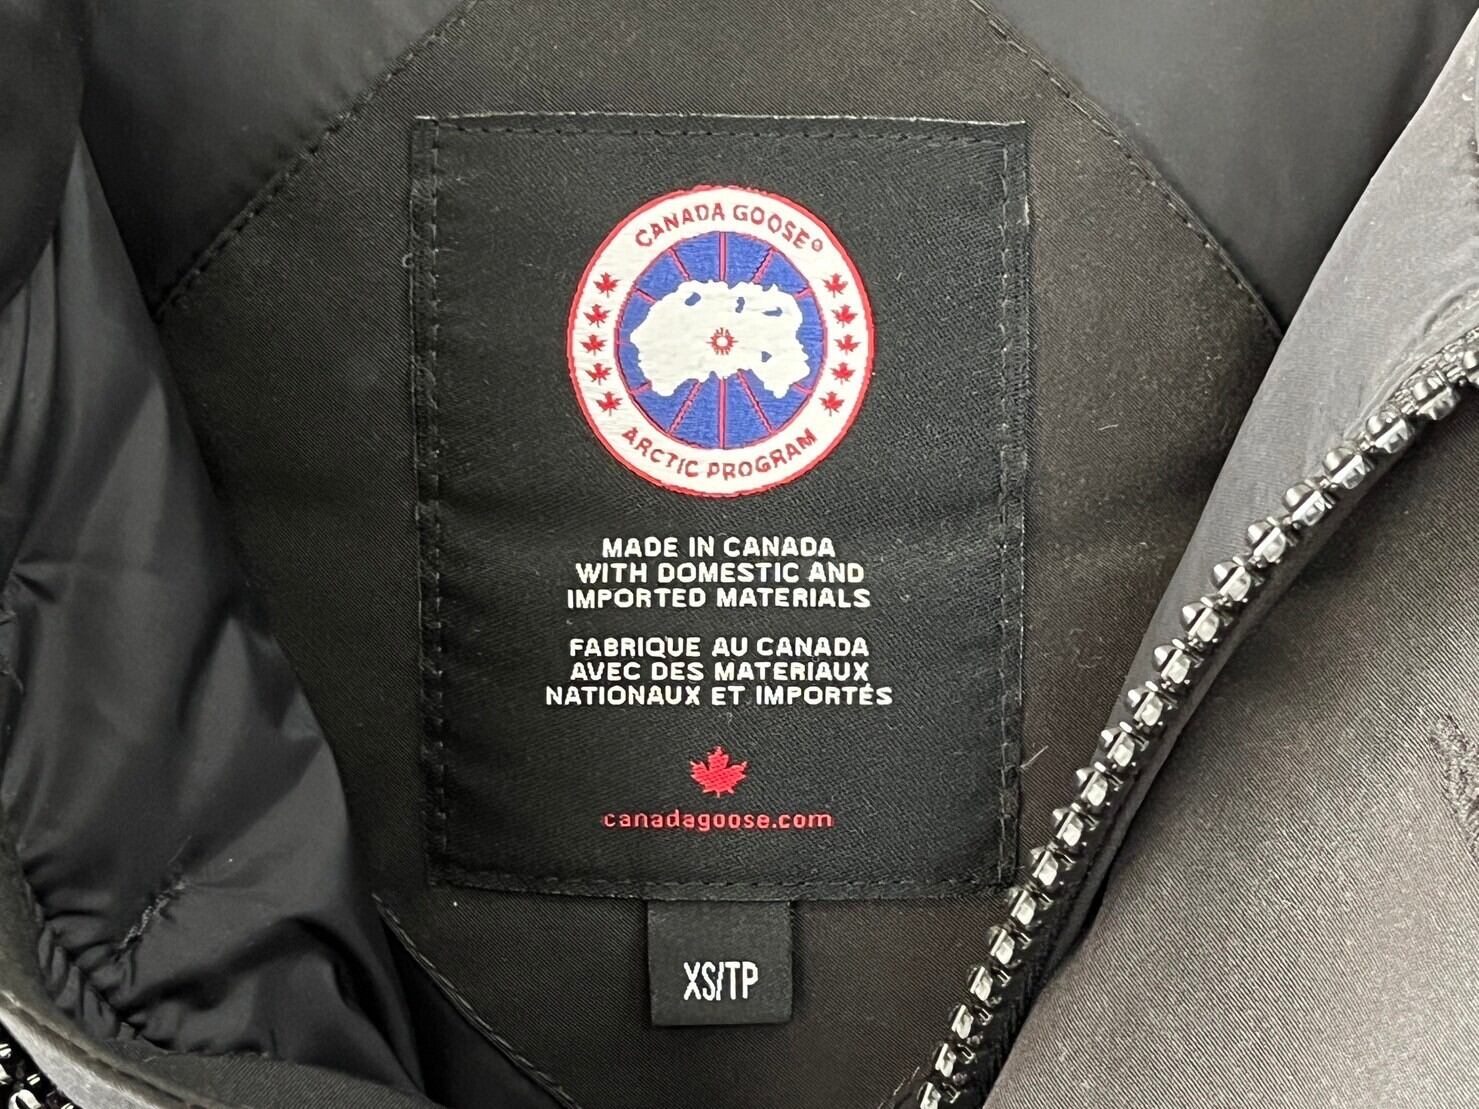 CANADA GOOSE®
ARCTIC PROGRAM
MADE IN CANADA
WITH DOMESTIC AND
IMPORTED MATERIALS
FABRIQUE AU CANADA
AVEC DES MATERIAUX
NATIONAUX ET IMPORTÉS
canadagoose.com
XS/TP